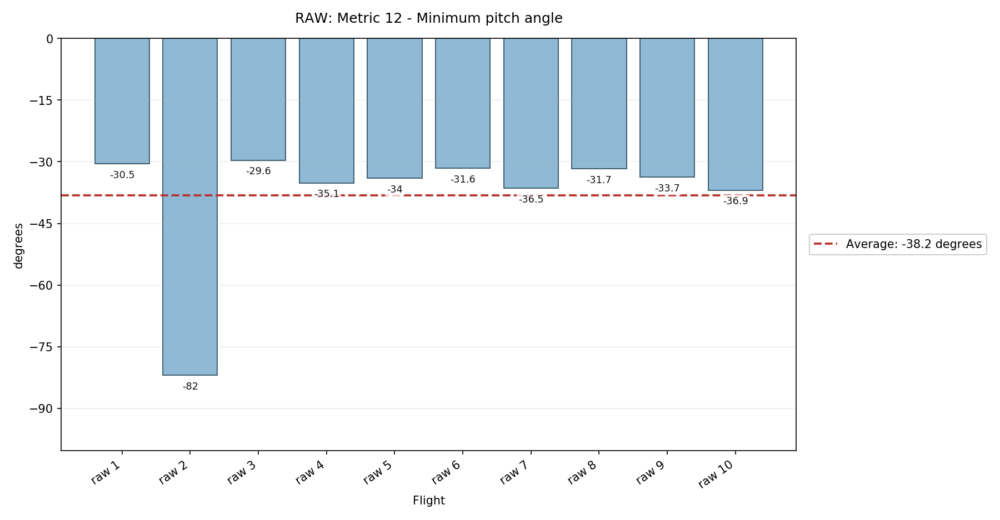 RAW: Metric 12 - Minimum pitch angle
0
−15
−30
−45
−60
−75
−90
degrees
-30.5
-82
-29.6
-35.1
-34
-31.6
-36.5
-31.7
-33.7
-36.9
Average: -38.2 degrees
raw 1
raw 2
raw 3
raw 4
raw 5
raw 6
raw 7
raw 8
raw 9
raw 10
Flight